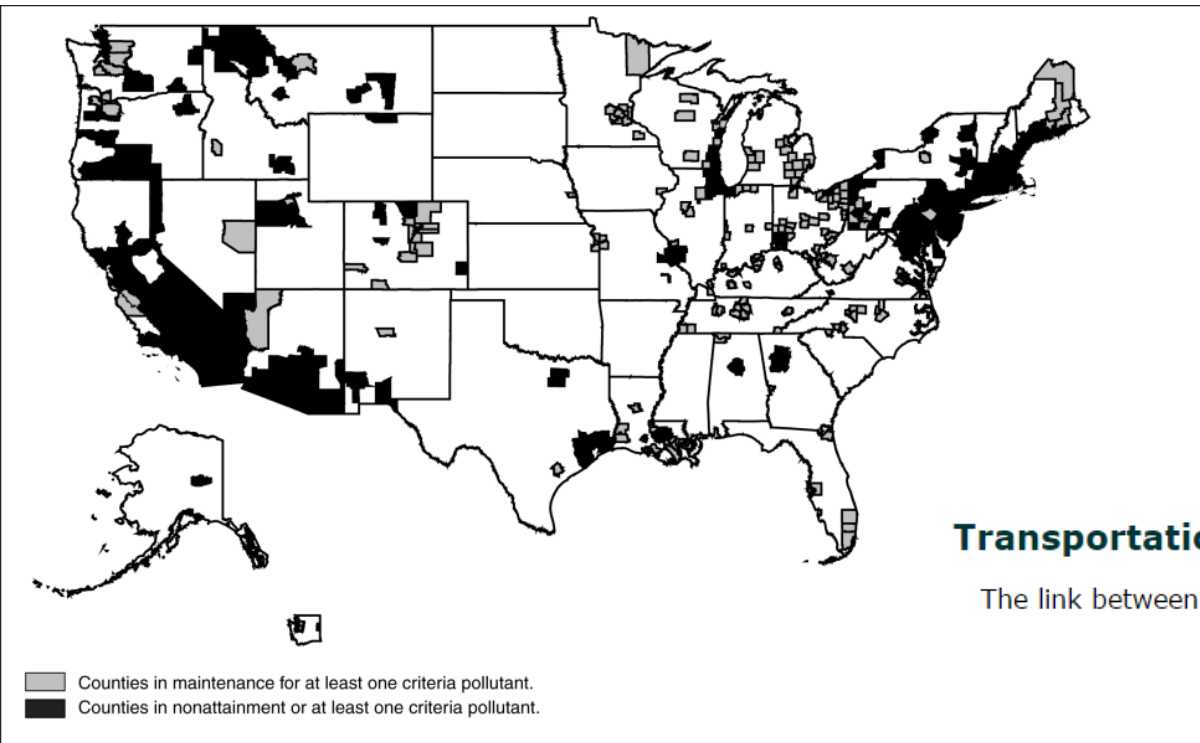 Transportatio
The link between
Counties in maintenance for at least one criteria pollutant.
Counties in nonattainment or at least one criteria pollutant.